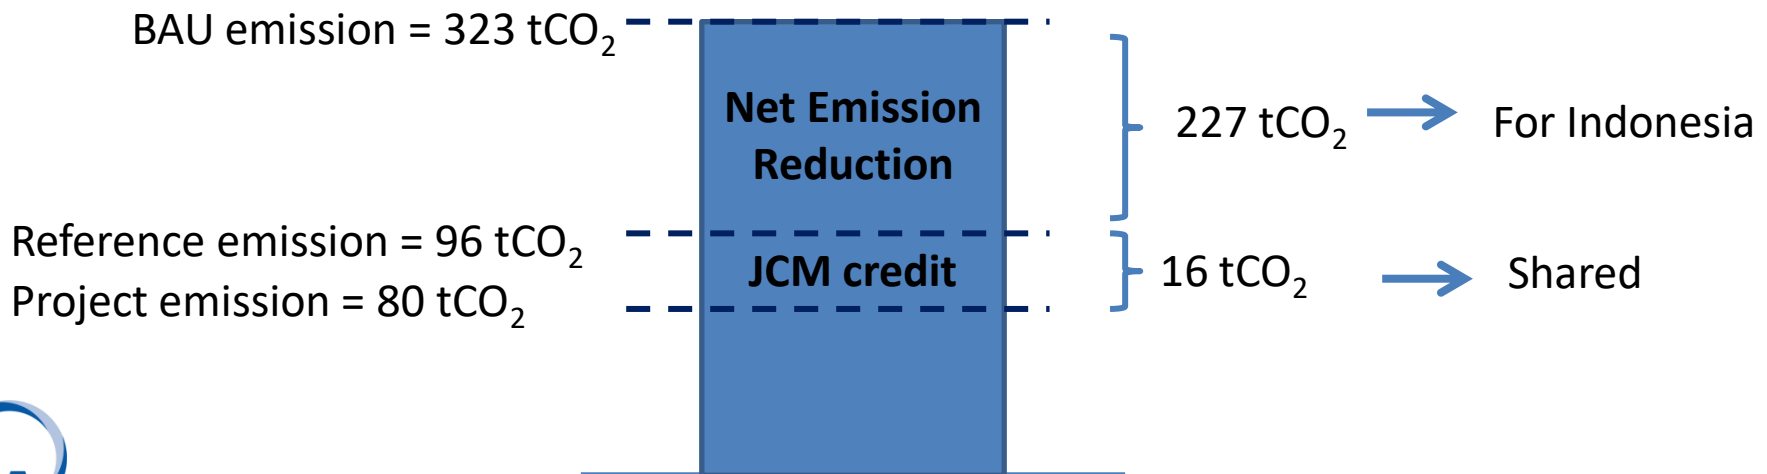 BAU emission = 323 tCO₂
Net Emission
Reduction
227 tCO₂
For Indonesia
Reference emission = 96 tCO₂
JCM credit
16 tCO₂
Shared
Project emission = 80 tCO₂